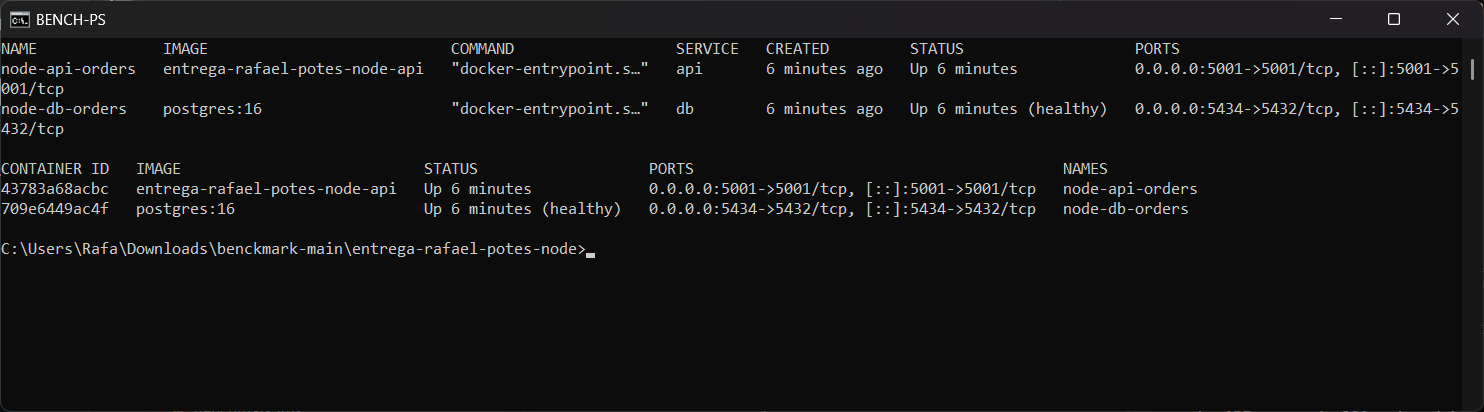 BENCH-PS
NAME IMAGE COMMAND SERVICE CREATED STATUS PORTS
node-api-orders entrega-rafael-potes-node-api "docker-entrypoint.s…" api 6 minutes ago Up 6 minutes 0.0.0.0:5001->5001/tcp, [::]:5001->5
001/tcp
node-db-orders postgres:16 "docker-entrypoint.s…" db 6 minutes ago Up 6 minutes (healthy) 0.0.0.0:5434->5432/tcp, [::]:5434->5
432/tcp
CONTAINER ID IMAGE STATUS PORTS NAMES
43783a68acbc entrega-rafael-potes-node-api Up 6 minutes 0.0.0.0:5001->5001/tcp, [::]:5001->5001/tcp node-api-orders
709e6449ac4f postgres:16 Up 6 minutes (healthy) 0.0.0.0:5434->5432/tcp, [::]:5434->5432/tcp node-db-orders
C:\Users\Rafa\Downloads\benckmark-main\entrega-rafael-potes-node>